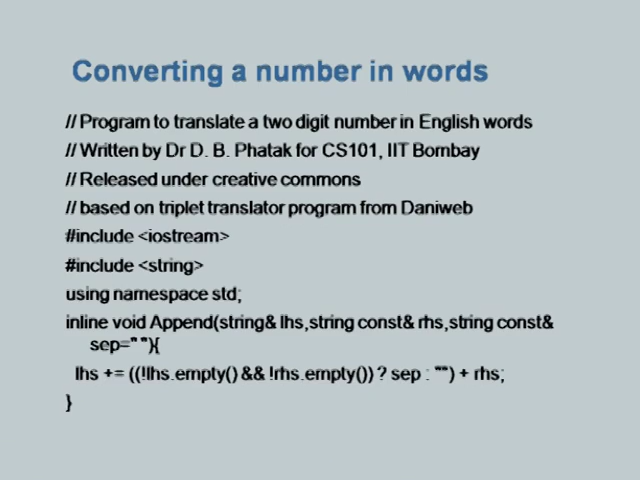 Converting a number in words
// Program to translate a two digit number in English words
// Written by Dr D. B. Phatak for CS101, IIT Bombay
// Released under creative commons
// based on triplet translator program from Daniweb
#include <iostream>
#include <string>
using namespace std;
inline void Append(string& lhs,string const& rhs,string const&
sep=" "){
lhs += ((!lhs.empty() && !rhs.empty()) ? sep : "") + rhs;
}